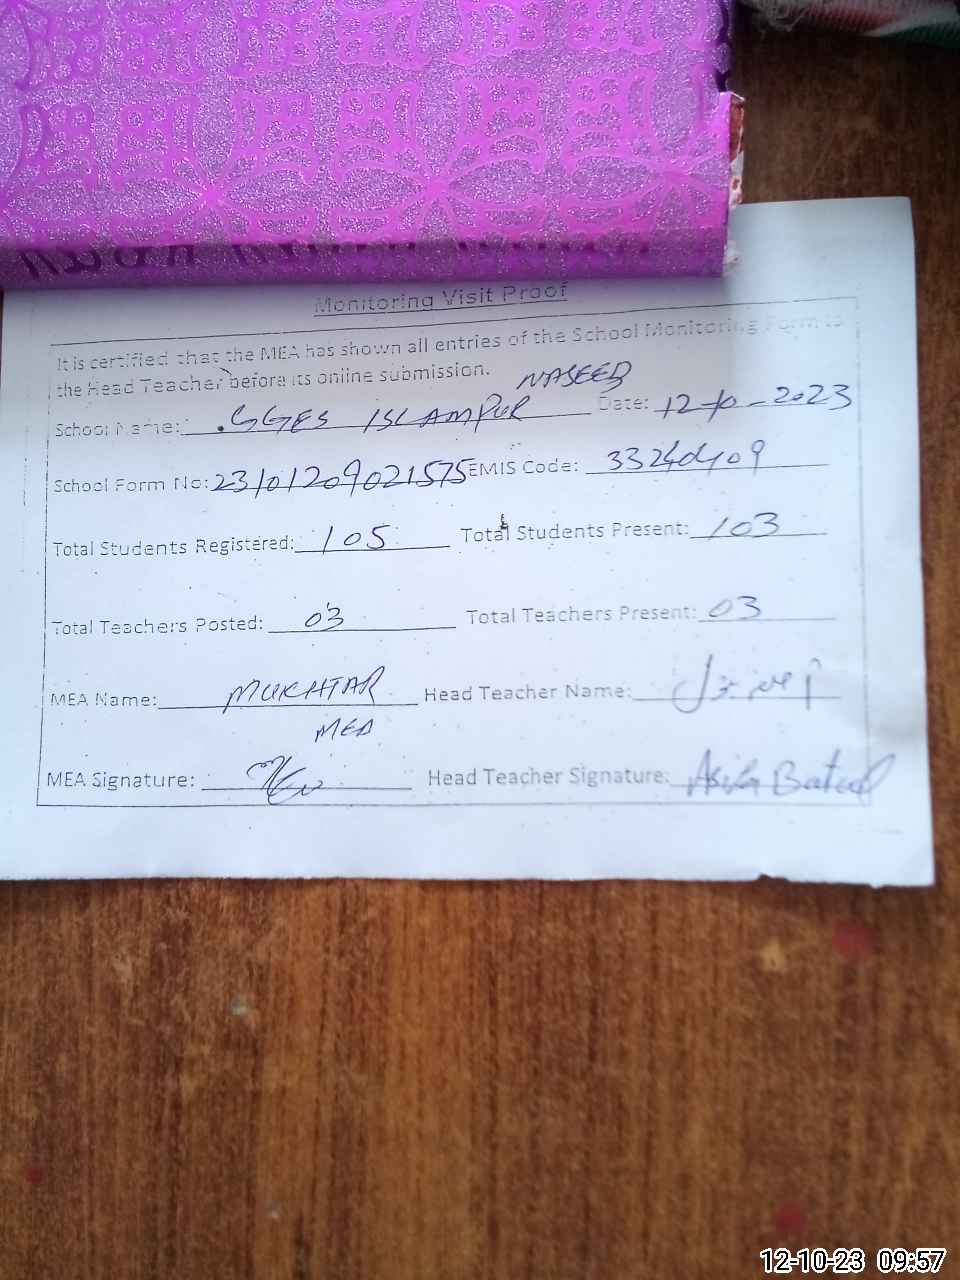 Monitoring Visit Proof
It is certified that the MEA has shown all entries of the School Monitoring Form to
the Head Teacher before its online submission.
NASEEB
School Name: GGES ISLAMPUR Date: 12-10-2023
School Form No: 23101209021575 EMIS Code: 33240409
Total Students Registered: 105 Total Students Present: 103
Total Teachers Posted: 03 Total Teachers Present: 03
MEA Name: MUKHTAR Head Teacher Name:
MEA
MEA Signature: Head Teacher Signature: Asifa Batool
12-10-23 09:57